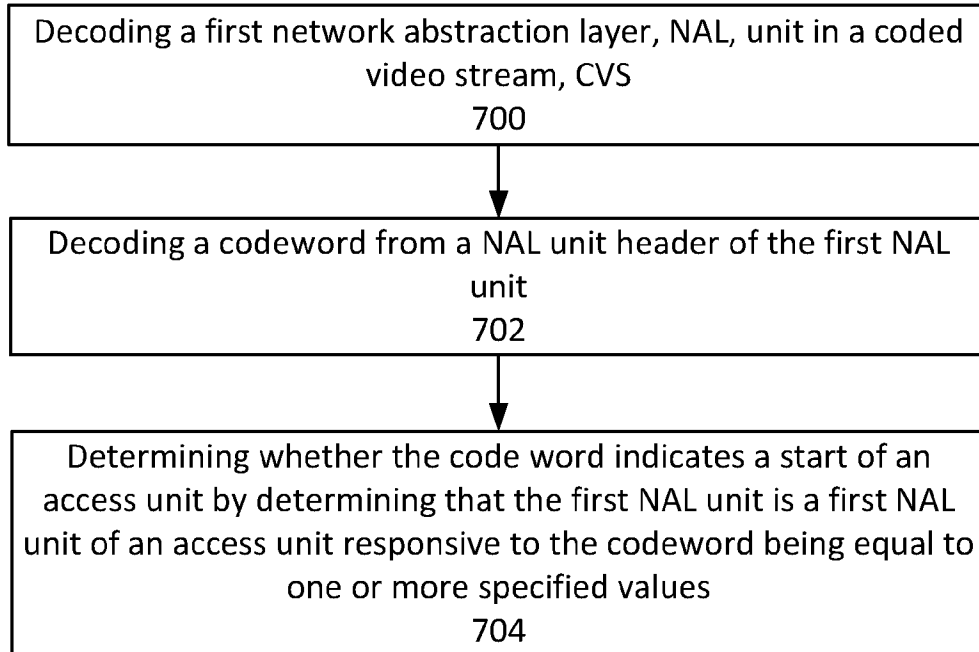 Decoding a first network abstraction layer, NAL, unit in a coded
video stream, CVS
700
Decoding a codeword from a NAL unit header of the first NAL
unit
702
Determining whether the code word indicates a start of an
access unit by determining that the first NAL unit is a first NAL
unit of an access unit responsive to the codeword being equal to
one or more specified values
704